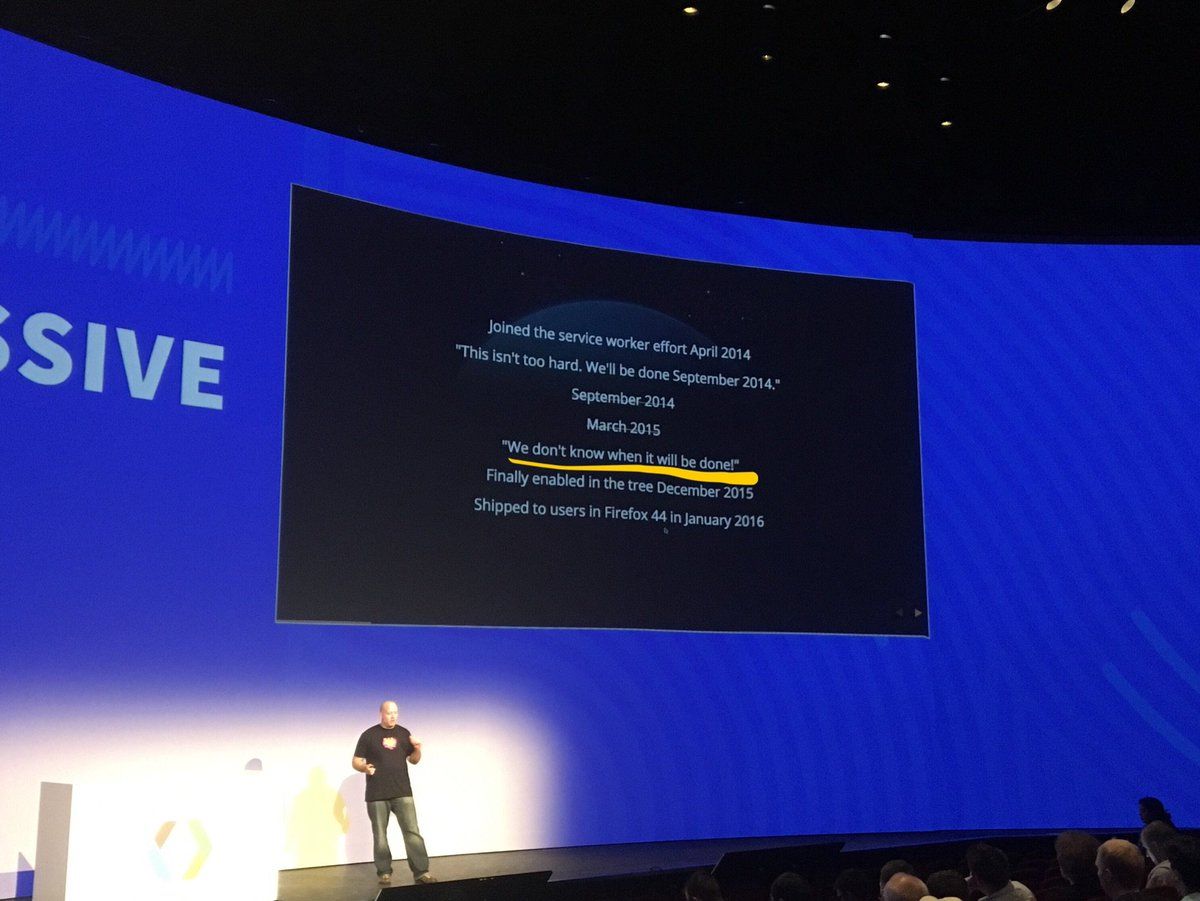 SSIVE
Joined the service worker effort April 2014
"This isn't too hard. We'll be done September 2014."
September 2014
March 2015
"We don't know when it will be done!"
Finally enabled in the tree December 2015
Shipped to users in Firefox 44 in January 2016